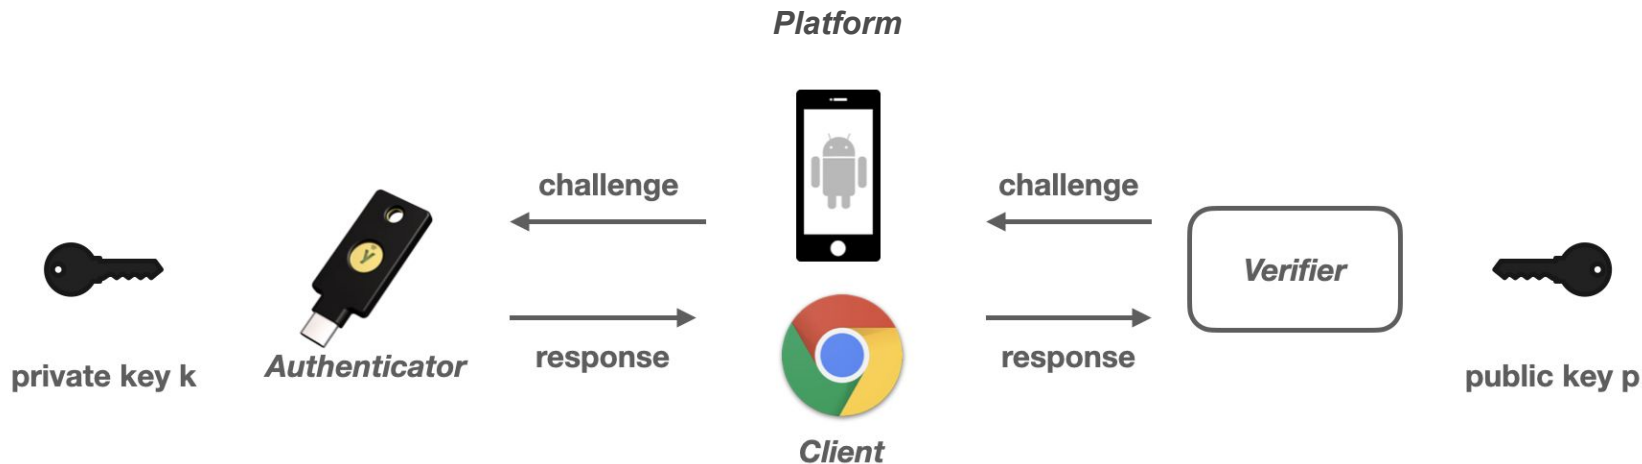 Platform
challenge
challenge
y
Verifier
response
response
Authenticator
private key k
public key p
Client